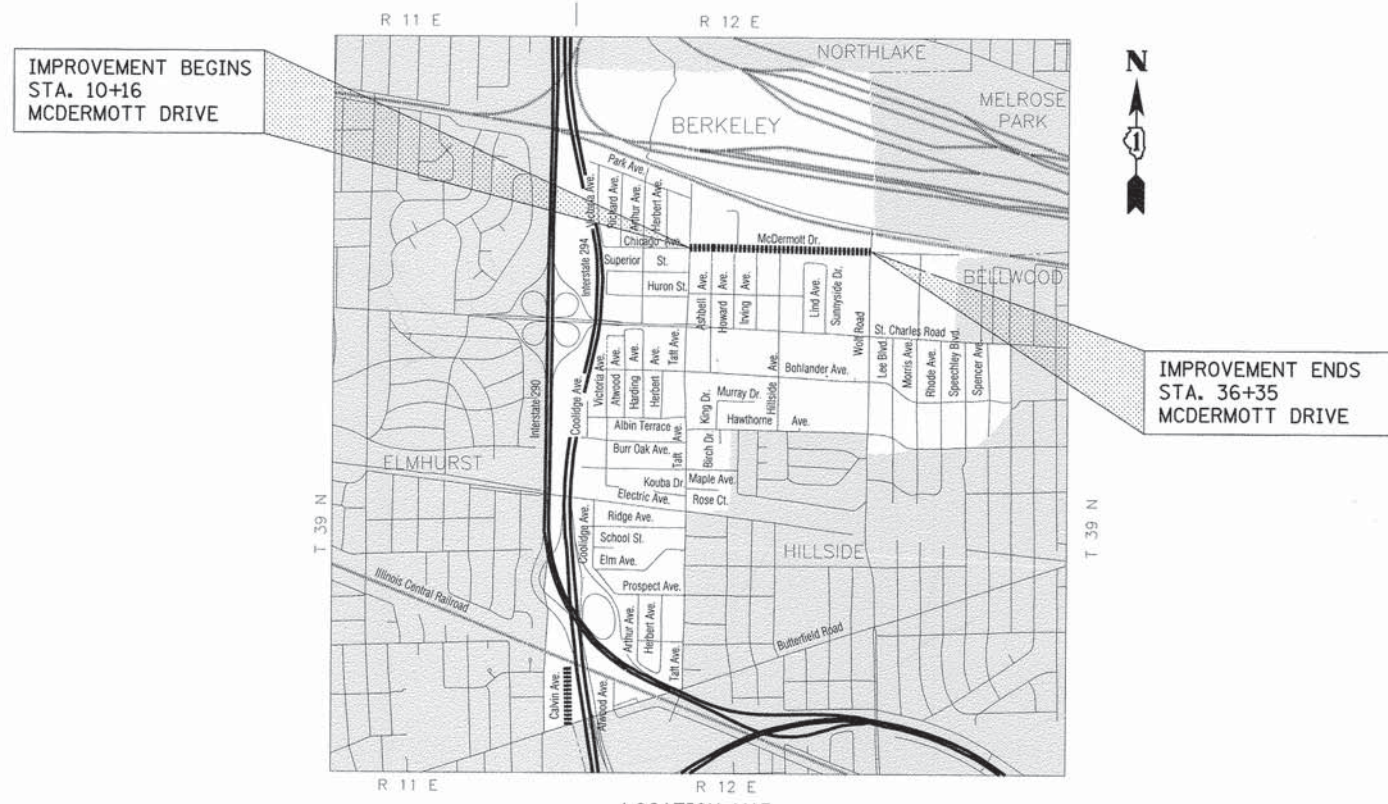 R 11 E
R 12 E
IMPROVEMENT BEGINS
STA. 10+16
MCDERMOTT DRIVE
NORTHLAKE
N
MELROSE
PARK
BERKELEY
1
Park Ave.
Victoria Ave.
Arthur Ave.
Herbert Ave.
McDermott Dr.
Chicago Ave.
Interstate 294
Superior St.
BELLWOOD
Huron St.
Ashbell Ave.
Howard Ave.
Irving Ave.
Lind Ave.
Sunnyside Dr.
Wolf Road
St. Charles Road
IMPROVEMENT ENDS
STA. 36+35
MCDERMOTT DRIVE
Victoria Ave.
Atwood Ave.
Harding Ave.
Herbert Ave.
Taft Ave.
Hillside Ave.
Bohlander Ave.
Lee Blvd.
Morris Ave.
Rhode Ave.
Speechley Blvd.
Spencer Ave.
Interstate 290
Coolidge Ave.
King Dr.
Murray Dr.
Hawthorne Ave.
Albin Terrace
Taft Ave.
Birch Dr.
Burr Oak Ave.
ELMHURST
Kouba Dr.
Maple Ave.
Electric Ave.
Rose Ct.
T 39 N
T 39 N
Coolidge Ave.
Ridge Ave.
School St.
Elm Ave.
HILLSIDE
Illinois Central Railroad
Prospect Ave.
Arthur Ave.
Herbert Ave.
Taft Ave.
Butterfield Road
Calvin Ave.
Atwood Ave.
R 11 E
R 12 E